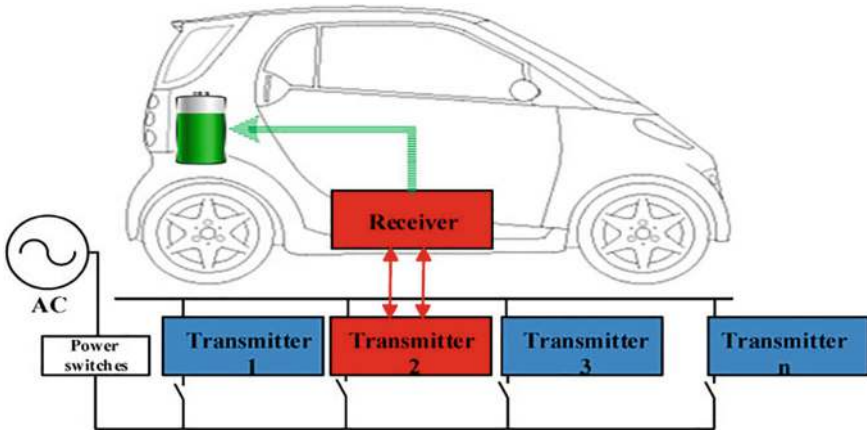 Receiver
AC
Power
switches
Transmitter
1
Transmitter
2
Transmitter
3
Transmitter
n